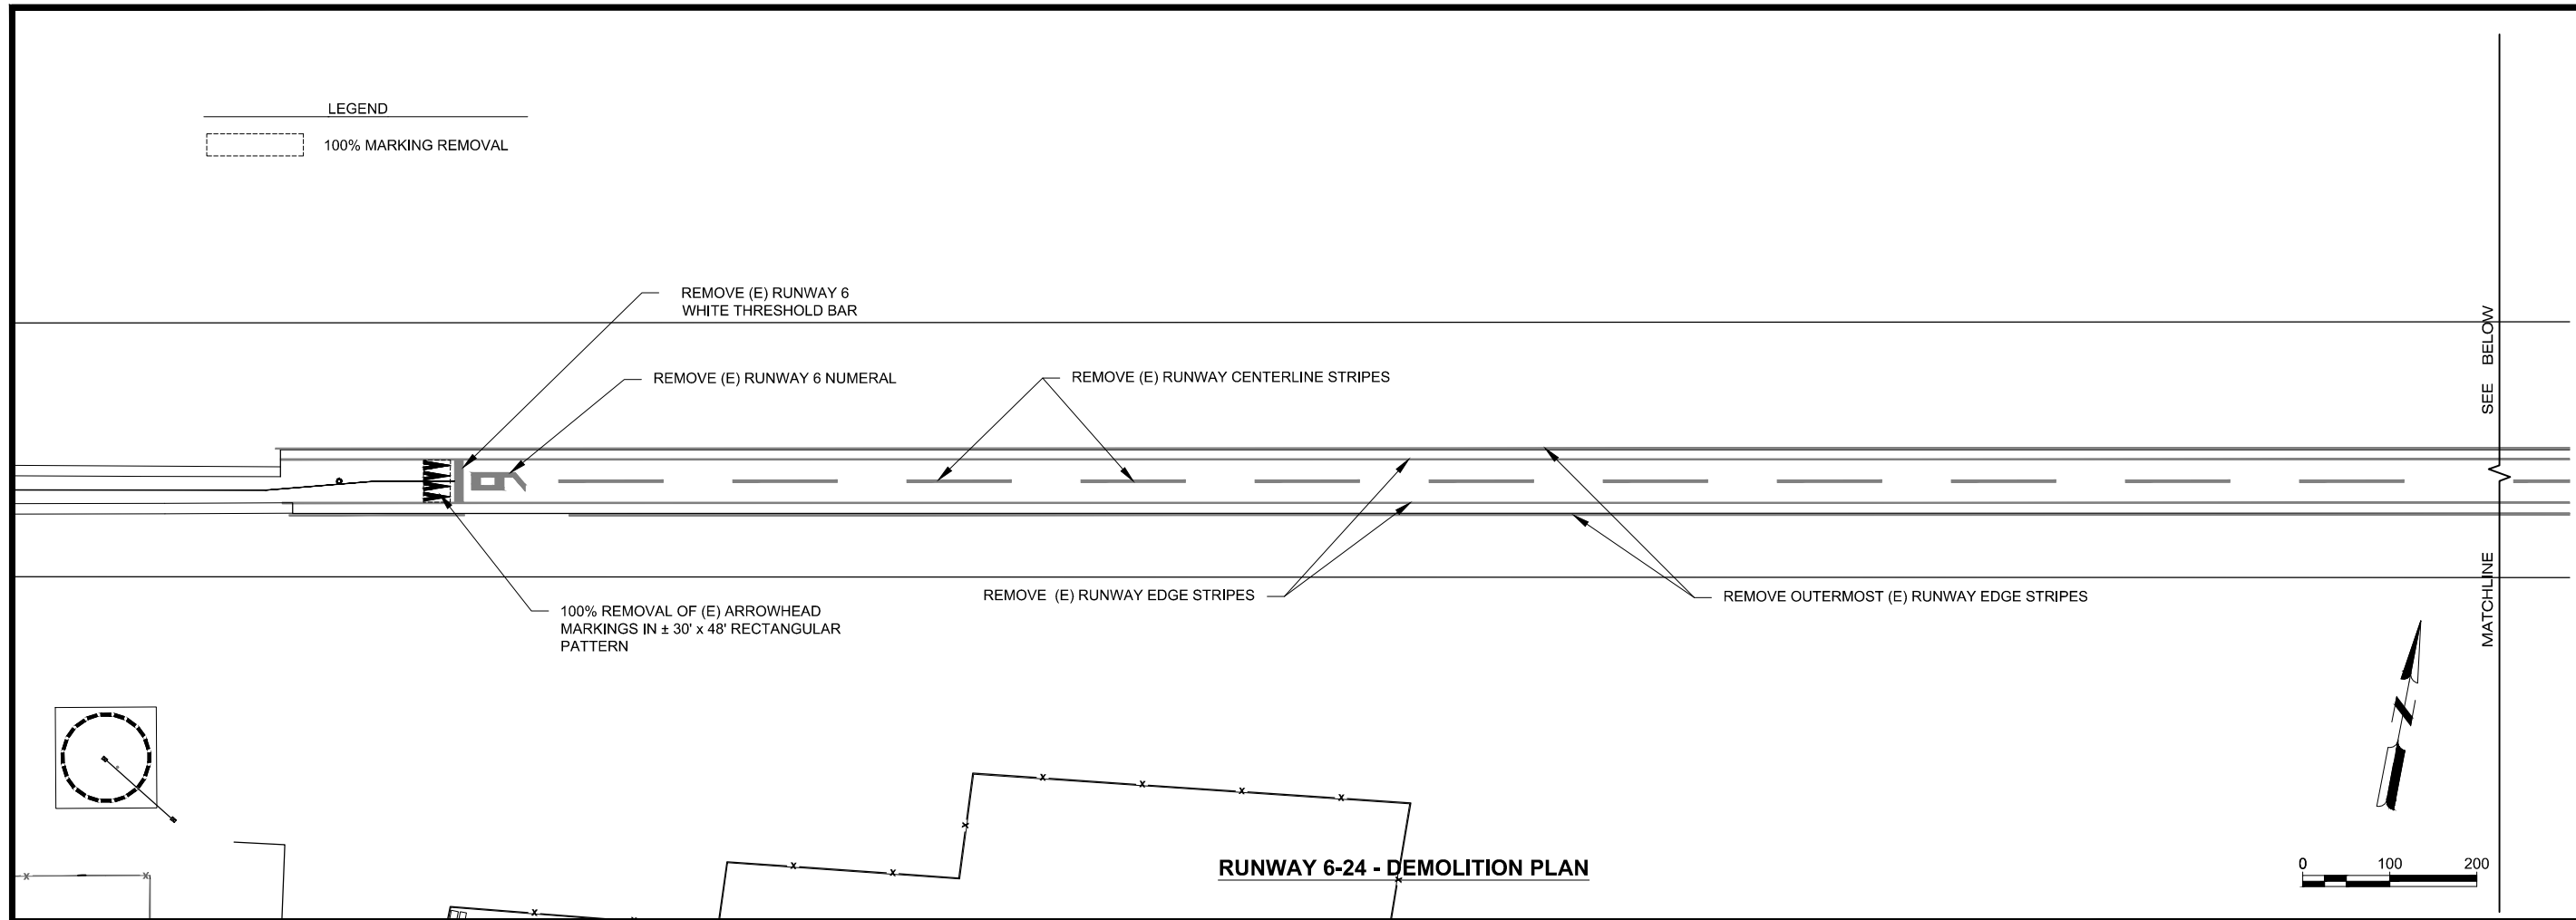 LEGEND
100% MARKING REMOVAL
REMOVE (E) RUNWAY 6
WHITE THRESHOLD BAR
REMOVE (E) RUNWAY 6 NUMERAL
REMOVE (E) RUNWAY CENTERLINE STRIPES
SEE BELOW
MATCHLINE
REMOVE (E) RUNWAY EDGE STRIPES
REMOVE OUTERMOST (E) RUNWAY EDGE STRIPES
100% REMOVAL OF (E) ARROWHEAD
MARKINGS IN ± 30' x 48' RECTANGULAR
PATTERN
6
N
x x x x
x
x x
x x
x
x x
RUNWAY 6-24 - DEMOLITION PLAN
0 100 200